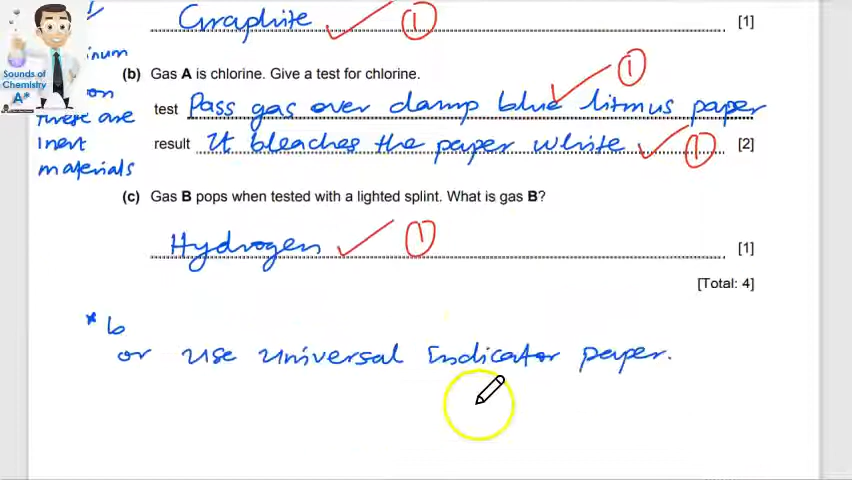 Graphite
①
[1]
inum
Sounds of
Chemistry
A*
on
there are
inert
materials
(b) Gas A is chlorine. Give a test for chlorine.
①
test Pass gas over damp blue litmus paper
result It bleaches the paper white ① [2]
(c) Gas B pops when tested with a lighted splint. What is gas B?
Hydrogen ① [1]
[Total: 4]
* b
or use universal indicator paper.